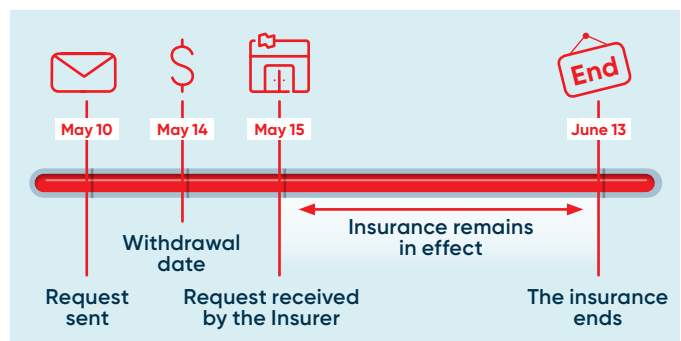 End
May 10
May 14
May 15
June 13
Insurance remains
in effect
Withdrawal
date
Request
sent
Request received
by the Insurer
The insurance
ends